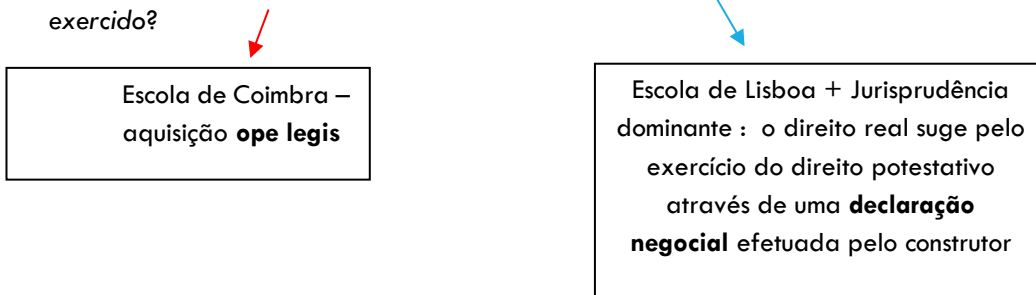 exercido?
Escola de Coimbra –
aquisição ope legis
Escola de Lisboa + Jurisprudência
dominante : o direito real suge pelo
exercício do direito potestativo
através de uma declaração
negocial efetuada pelo construtor